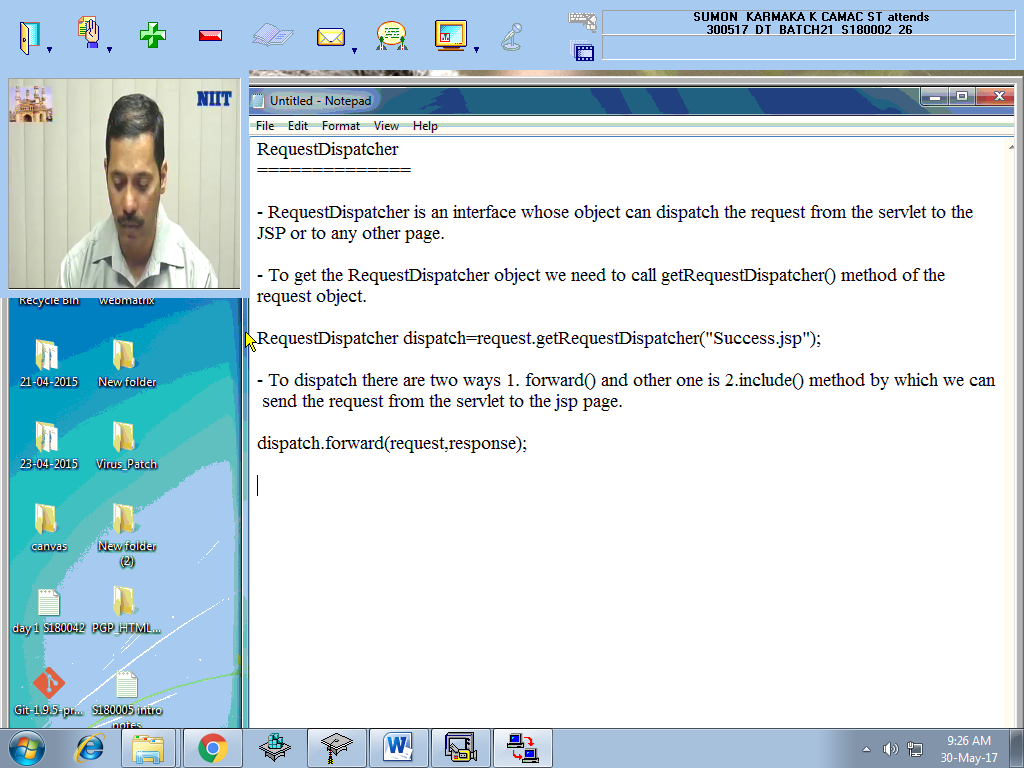 SUMON KARMAKA K CAMAC ST attends
300517 DT BATCH21 S180002 26
NIIT
Untitled - Notepad
File Edit Format View Help
RequestDispatcher
==============
- RequestDispatcher is an interface whose object can dispatch the request from the servlet to the
JSP or to any other page.
- To get the RequestDispatcher object we need to call getRequestDispatcher() method of the
request object.
RequestDispatcher dispatch=request.getRequestDispatcher("Success.jsp");
- To dispatch there are two ways 1. forward() and other one is 2.include() method by which we can
send the request from the servlet to the jsp page.
dispatch.forward(request,response);
Recycle Bin webmatrix
21-04-2015 New folder
23-04-2015 Virus_Patch
canvas New folder
(2)
day 1 S180042 PGP_HTML...
Git-1.9.5-pr... S180005 intro
notes
9:26 AM
30-May-17